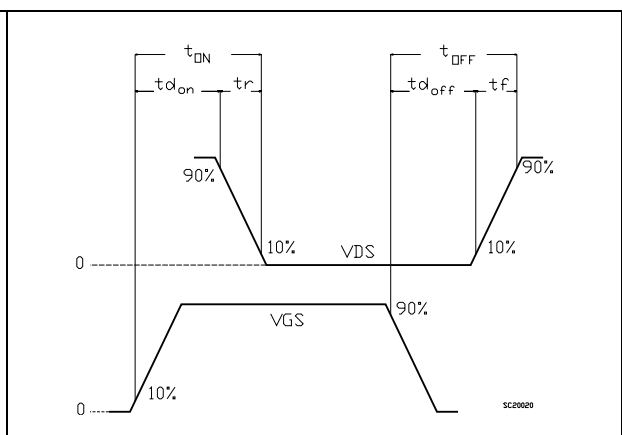 tON tOFF
tdon tr tdoff tf
90% 90%
10% 10%
0 VDS
VGS 90%
10%
0
SC20020